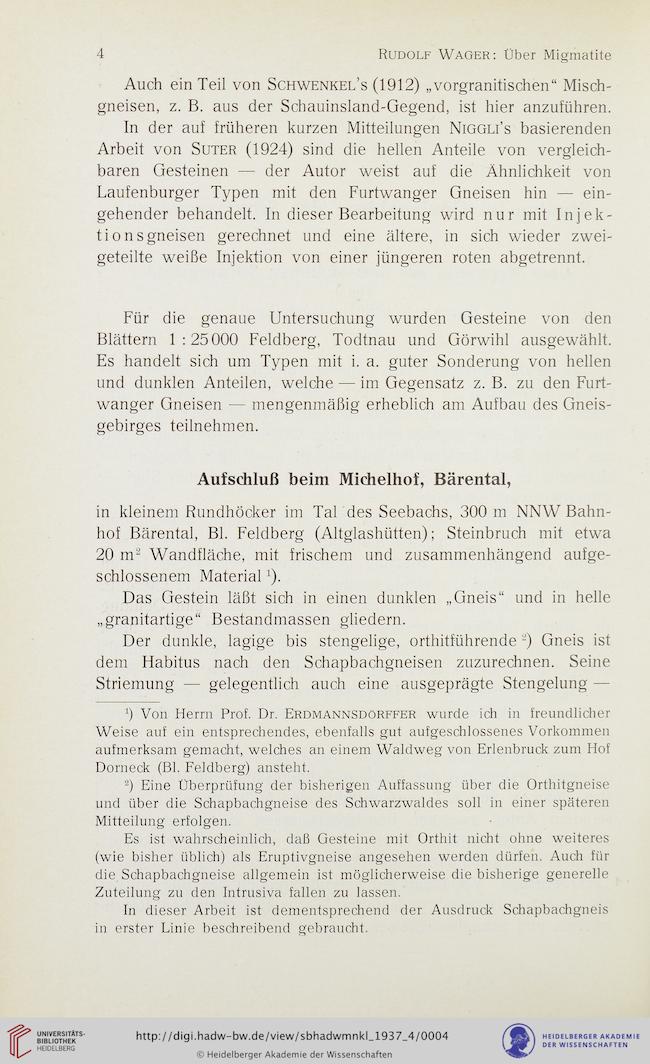 4 RUDOLF WAGER: Über Migmatite
Auch ein Teil von SCHWENKEL's (1912) „vorgranitischen“ Misch-
gneisen, z. B. aus der Schauinsland-Gegend, ist hier anzuführen.
In der auf früheren kurzen Mitteilungen NIGGLI's basierenden
Arbeit von SUTER (1924) sind die hellen Anteile von vergleich-
baren Gesteinen — der Autor weist auf die Ähnlichkeit von
Laufenburger Typen mit den Furtwanger Gneisen hin — ein-
gehender behandelt. In dieser Bearbeitung wird nur mit Injek-
tionsgneisen gerechnet und eine ältere, in sich wieder zwei-
geteilte weiße Injektion von einer jüngeren roten abgetrennt.
Für die genaue Untersuchung wurden Gesteine von den
Blättern 1 : 25000 Feldberg, Todtnau und Görwihl ausgewählt.
Es handelt sich um Typen mit i. a. guter Sonderung von hellen
und dunklen Anteilen, welche — im Gegensatz z. B. zu den Furt-
wanger Gneisen — mengenmäßig erheblich am Aufbau des Gneis-
gebirges teilnehmen.
Aufschluß beim Michelhof, Bärental,
in kleinem Rundhöcker im Tal des Seebachs, 300 m NNW Bahn-
hof Bärental, Bl. Feldberg (Altglashütten); Steinbruch mit etwa
20 m² Wandfläche, mit frischem und zusammenhängend aufge-
schlossenem Material ¹).
Das Gestein läßt sich in einen dunklen „Gneis“ und in helle
„granitartige“ Bestandmassen gliedern.
Der dunkle, lagige bis stengelige, orthitführende ²) Gneis ist
dem Habitus nach den Schapbachgneisen zuzurechnen. Seine
Striemung — gelegentlich auch eine ausgeprägte Stengelung —
¹) Von Herrn Prof. Dr. ERDMANNSDORFFER wurde ich in freundlicher
Weise auf ein entsprechendes, ebenfalls gut aufgeschlossenes Vorkommen
aufmerksam gemacht, welches an einem Waldweg von Erlenbruck zum Hof
Dorneck (Bl. Feldberg) ansteht.
²) Eine Überprüfung der bisherigen Auffassung über die Orthitgneise
und über die Schapbachgneise des Schwarzwaldes soll in einer späteren
Mitteilung erfolgen.
Es ist wahrscheinlich, daß Gesteine mit Orthit nicht ohne weiteres
(wie bisher üblich) als Eruptivgneise angesehen werden dürfen. Auch für
die Schapbachgneise allgemein ist möglicherweise die bisherige generelle
Zuteilung zu den Intrusiva fallen zu lassen.
In dieser Arbeit ist dementsprechend der Ausdruck Schapbachgneis
in erster Linie beschreibend gebraucht.
UNIVERSITÄTS-
BIBLIOTHEK
HEIDELBERG
http://digi.hadw-bw.de/view/sbhadwmnkl_1937_4/0004
© Heidelberger Akademie der Wissenschaften
HEIDELBERGER AKADEMIE
DER WISSENSCHAFTEN